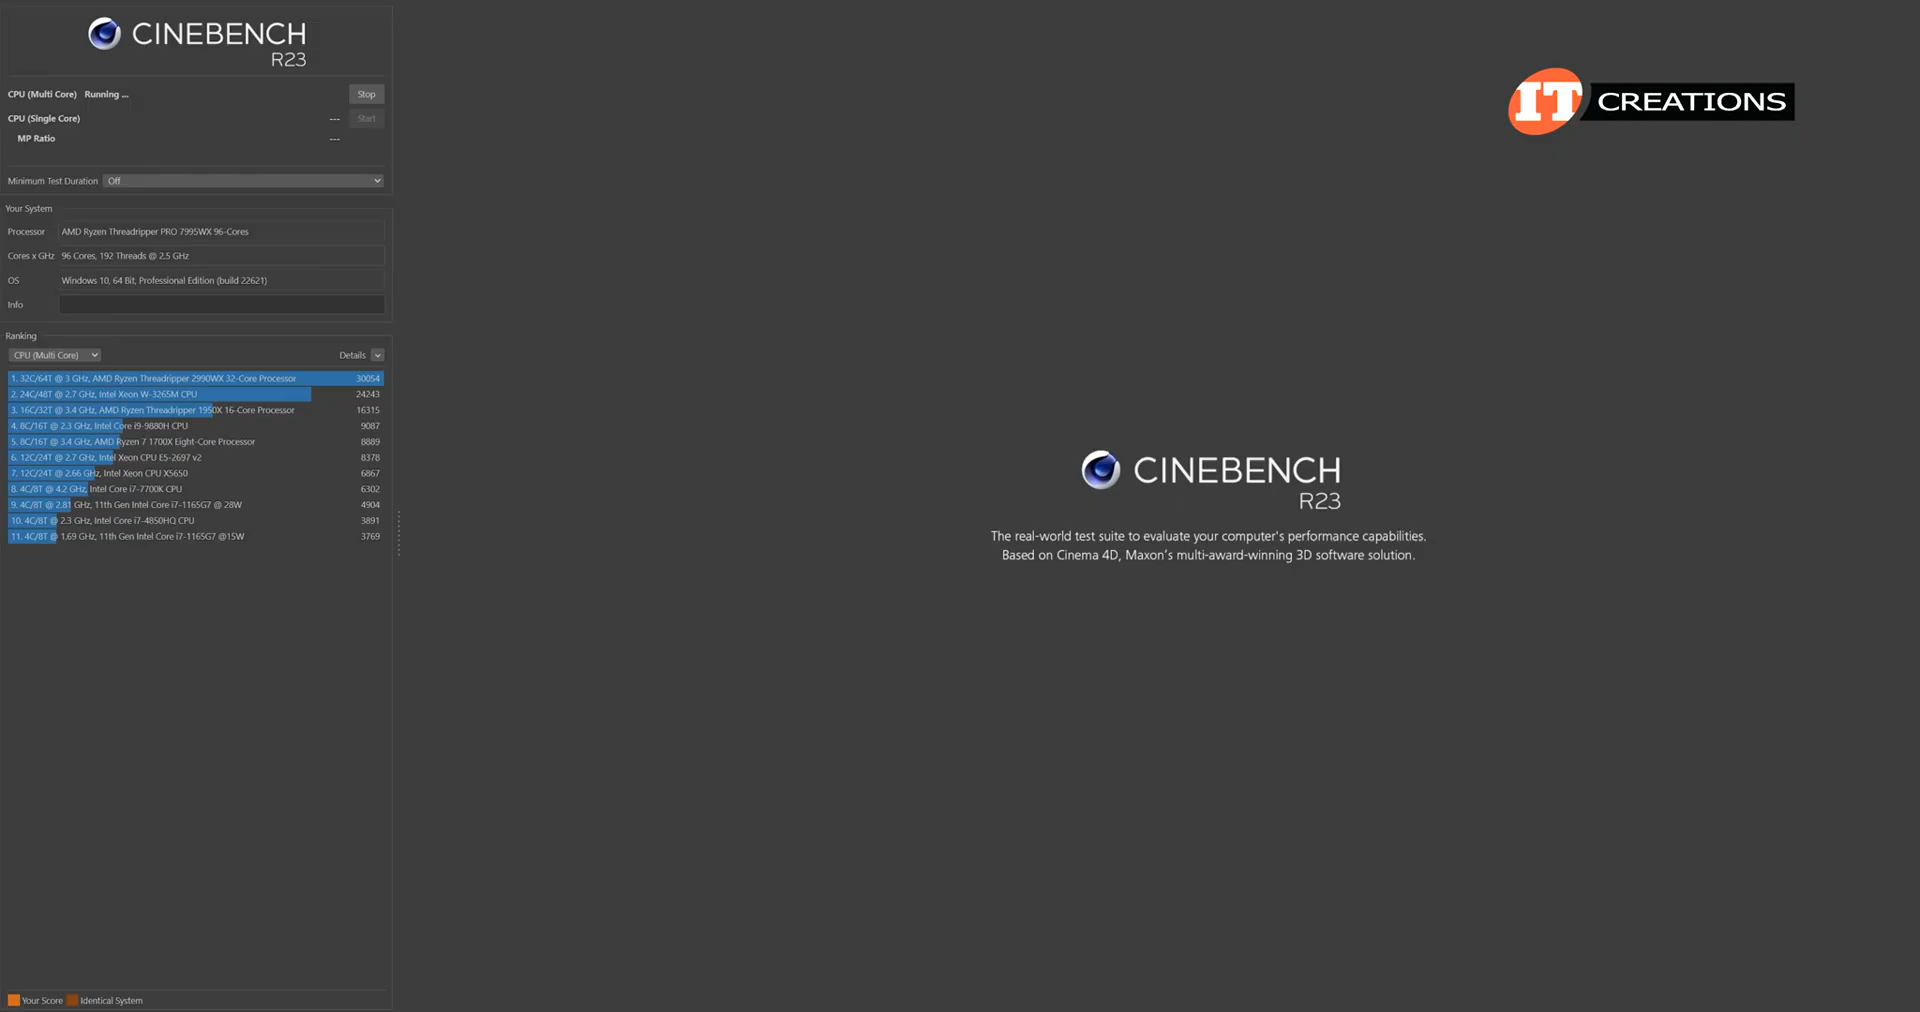 CINEBENCH
R23
CPU (Multi Core) Running ... Stop
CPU (Single Core) --- Start
MP Ratio ---
Minimum Test Duration Off
Your System
Processor AMD Ryzen Threadripper PRO 7995WX 96-Cores
Cores x GHz 96 Cores, 192 Threads @ 2.5 GHz
OS Windows 10, 64 Bit, Professional Edition (build 22621)
Info
Ranking
CPU (Multi Core) Details
1. 32C/64T @ 3 GHz, AMD Ryzen Threadripper 2990WX 32-Core Processor 30054
2. 24C/48T @ 2.7 GHz, Intel Xeon W-3265M CPU 24243
3. 16C/32T @ 3.4 GHz, AMD Ryzen Threadripper 1950X 16-Core Processor 16315
4. 8C/16T @ 2.3 GHz, Intel Core i9-9880H CPU 9087
5. 8C/16T @ 3.4 GHz, AMD Ryzen 7 1700X Eight-Core Processor 8889
6. 12C/24T @ 2.7 GHz, Intel Xeon CPU E5-2697 v2 8378
7. 12C/24T @ 2.66 GHz, Intel Xeon CPU X5650 6867
8. 4C/8T @ 4.2 GHz, Intel Core i7-7700K CPU 6302
9. 4C/8T @ 2.81 GHz, 11th Gen Intel Core i7-1165G7 @ 28W 4904
10. 4C/8T @ 2.3 GHz, Intel Core i7-4850HQ CPU 3891
11. 4C/8T @ 1.69 GHz, 11th Gen Intel Core i7-1165G7 @15W 3769
Your Score Identical System
IT CREATIONS
CINEBENCH
R23
The real-world test suite to evaluate your computer's performance capabilities.
Based on Cinema 4D, Maxon's multi-award-winning 3D software solution.